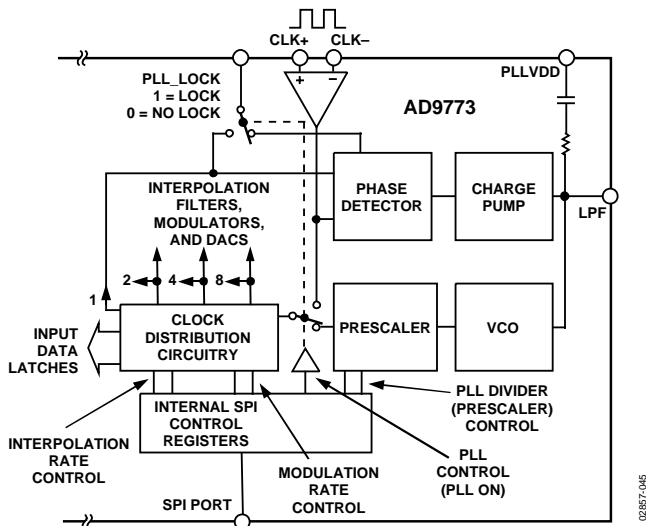 CLK+ CLK–
PLLVDD
PLL_LOCK
1 = LOCK
0 = NO LOCK
+ –
AD9773
INTERPOLATION
FILTERS,
MODULATORS,
AND DACS
PHASE
DETECTOR
CHARGE
PUMP
LPF
2 4 8
1
CLOCK
DISTRIBUTION
CIRCUITRY
PRESCALER
VCO
INPUT
DATA
LATCHES
INTERNAL SPI
CONTROL
REGISTERS
PLL DIVIDER
(PRESCALER)
CONTROL
INTERPOLATION
RATE
CONTROL
MODULATION
RATE
CONTROL
PLL
CONTROL
(PLL ON)
SPI PORT
02857-045